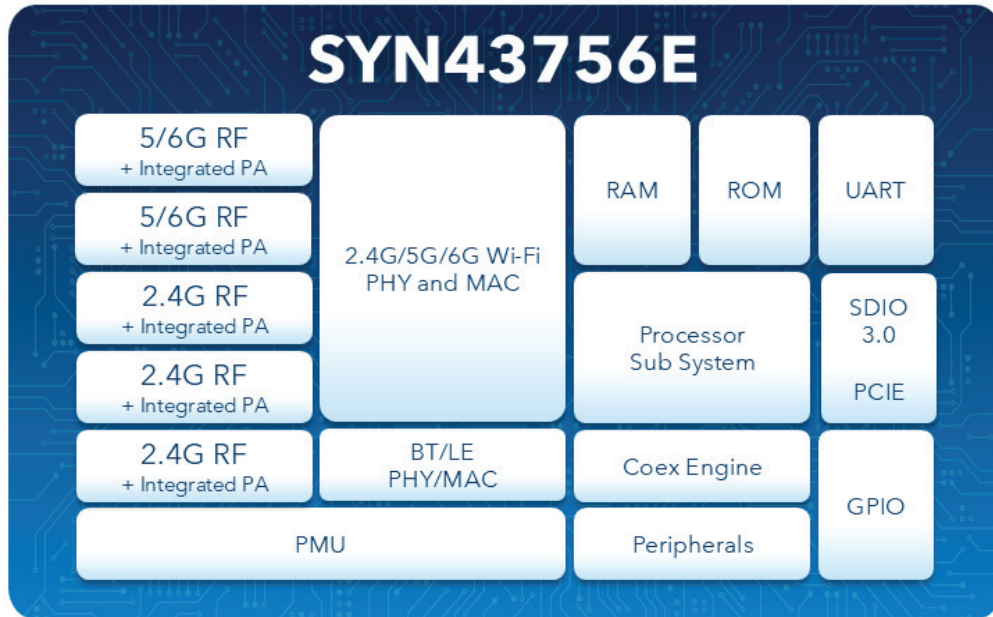 SYN43756E
5/6G RF
+ Integrated PA
5/6G RF
+ Integrated PA
2.4G RF
+ Integrated PA
2.4G RF
+ Integrated PA
2.4G RF
+ Integrated PA
2.4G/5G/6G Wi-Fi
PHY and MAC
BT/LE
PHY/MAC
PMU
RAM
ROM
UART
Processor
Sub System
SDIO
3.0
PCIE
Coex Engine
GPIO
Peripherals